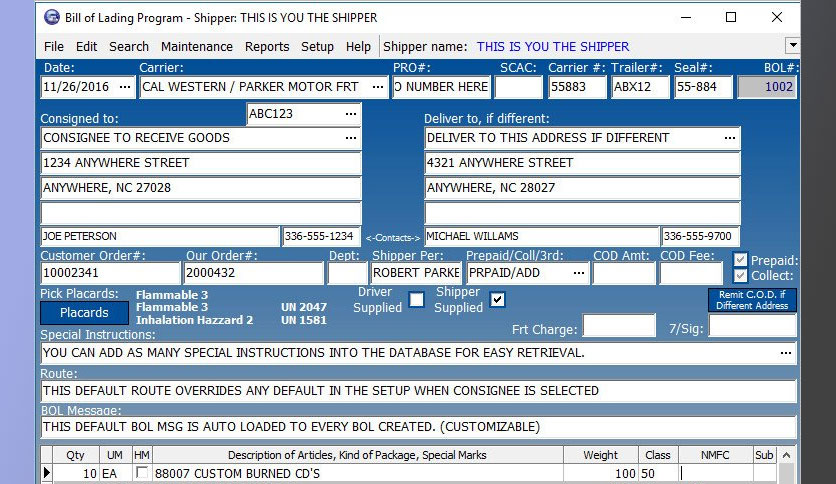 Bill of Lading Program - Shipper: THIS IS YOU THE SHIPPER
File Edit Search Maintenance Reports Setup Help Shipper name: THIS IS YOU THE SHIPPER
Date: Carrier: PRO#: SCAC: Carrier #: Trailer#: Seal#: BOL#:
11/26/2016 ... CAL WESTERN / PARKER MOTOR FRT ... O NUMBER HERE 55883 ABX12 55-884 1002
Consigned to: ABC123 ... Deliver to, if different:
CONSIGNEE TO RECEIVE GOODS ... DELIVER TO THIS ADDRESS IF DIFFERENT ...
1234 ANYWHERE STREET 4321 ANYWHERE STREET
ANYWHERE, NC 27028 ANYWHERE, NC 28027
JOE PETERSON 336-555-1234 <-Contacts-> MICHAEL WILLAMS 336-555-9700
Customer Order#: Our Order#: Dept: Shipper Per: Prepaid/Coll/3rd: COD Amt: COD Fee: Prepaid:
10002341 2000432 ROBERT PARKE PRPAID/ADD ... Collect:
Pick Placards: Flammable 3 Driver Shipper Remit C.O.D. if
Placards Flammable 3 UN 2047 Supplied Supplied Different Address
Inhalation Hazzard 2 UN 1581 Frt Charge: 7/Sig:
Special Instructions:
YOU CAN ADD AS MANY SPECIAL INSTRUCTIONS INTO THE DATABASE FOR EASY RETRIEVAL. ...
Route:
THIS DEFAULT ROUTE OVERRIDES ANY DEFAULT IN THE SETUP WHEN CONSIGNEE IS SELECTED
BOL Message:
THIS DEFAULT BOL MSG IS AUTO LOADED TO EVERY BOL CREATED. (CUSTOMIZABLE)
Qty UM HM Description of Articles, Kind of Package, Special Marks Weight Class NMFC Sub
10 EA 88007 CUSTOM BURNED CD'S 100 50